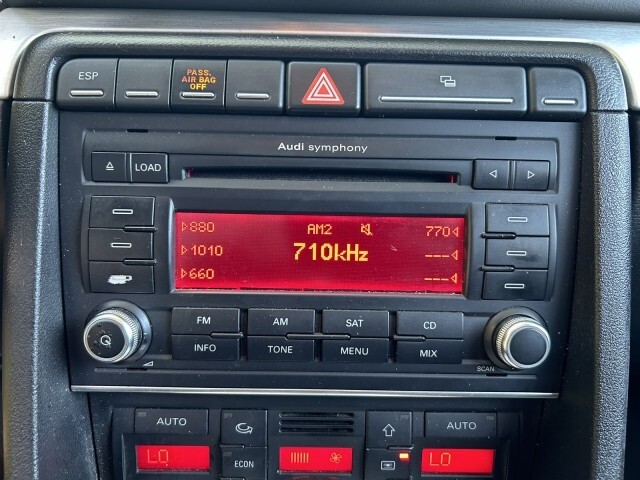 ESP
PASS.
AIR BAG
OFF
Audi symphony
LOAD
880 AM2 770
1010 710kHz ---
660 ---
FM AM SAT CD
INFO TONE MENU MIX
SCAN
AUTO AUTO
LO ECON LO